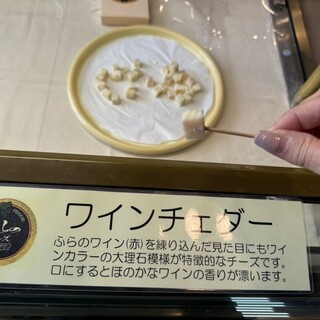 ワインチェダー
ふらのワイン(赤)を練り込んだ見た目にもワイ
ンカラーの大理石模様が特徴的なチーズです。
口にするとほのかなワインの香りが漂います。